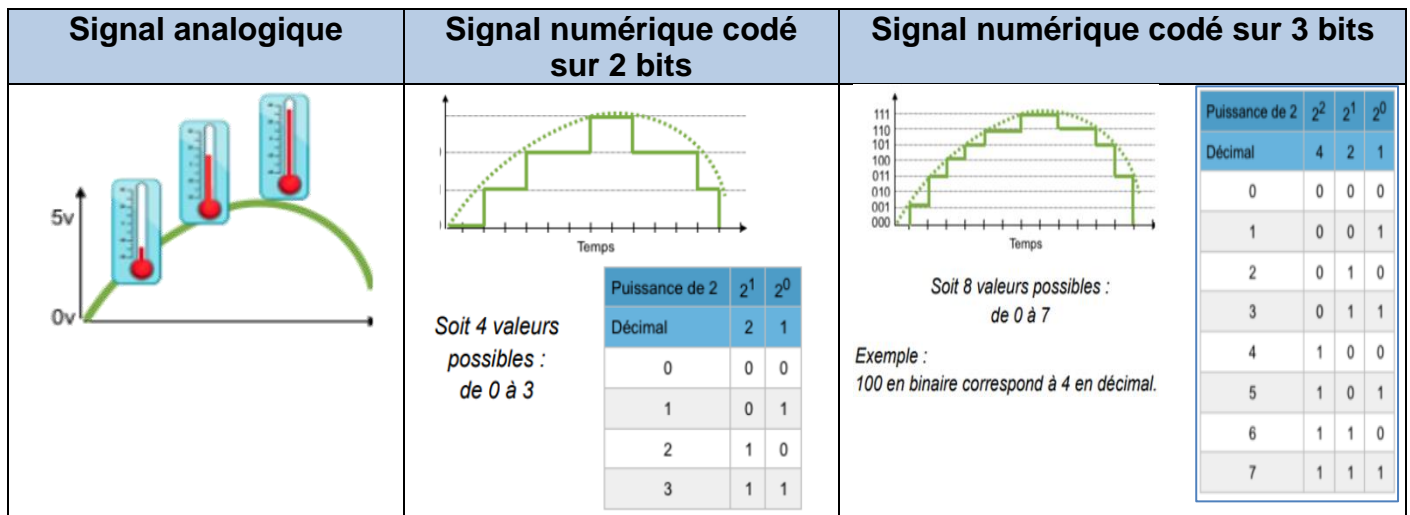 Signal analogique
Signal numérique codé
sur 2 bits
Signal numérique codé sur 3 bits
5v
0v
Temps
Soit 4 valeurs
possibles :
de 0 à 3
Puissance de 2 2¹ 2⁰
Décimal 2 1
0 0 0
1 0 1
2 1 0
3 1 1
111
110
101
100
011
010
001
000
Temps
Soit 8 valeurs possibles :
de 0 à 7
Exemple :
100 en binaire correspond à 4 en décimal.
Puissance de 2 2² 2¹ 2⁰
Décimal 4 2 1
0 0 0 0
1 0 0 1
2 0 1 0
3 0 1 1
4 1 0 0
5 1 0 1
6 1 1 0
7 1 1 1